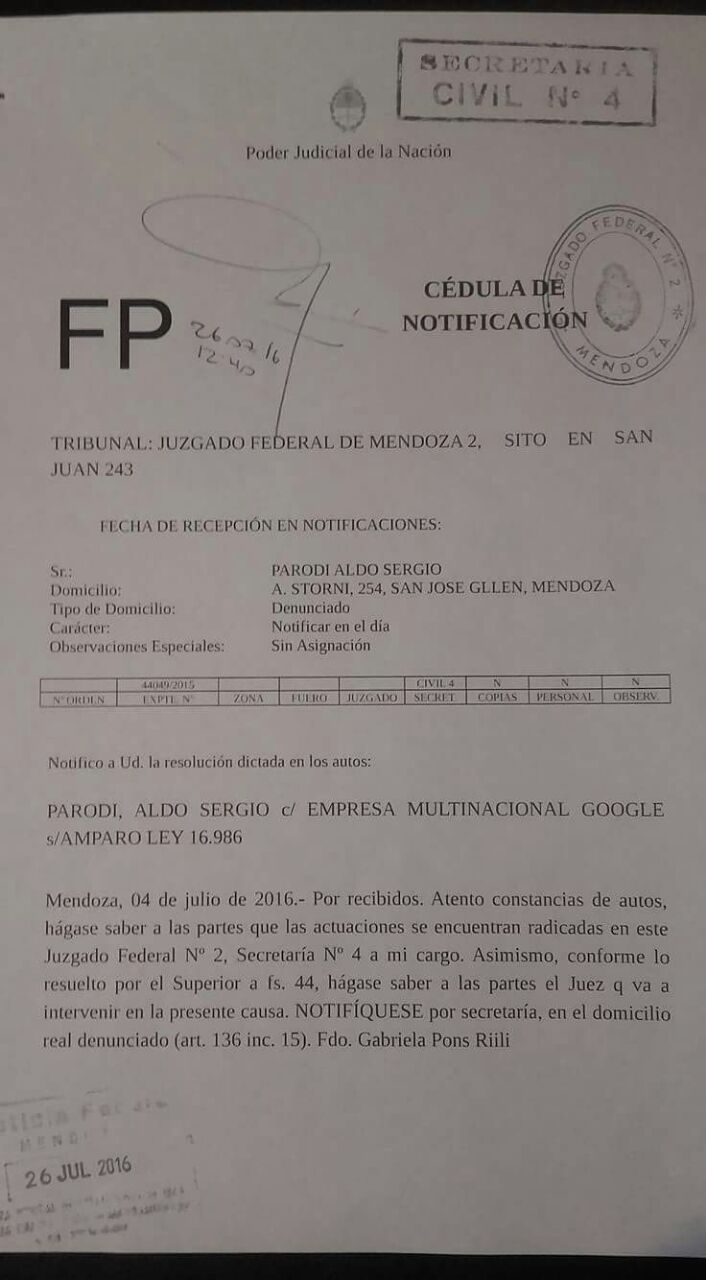 SECRETARIA
CIVIL Nº 4
Poder Judicial de la Nación
JUZGADO FEDERAL Nº 2 * MENDOZA
CÉDULA DE
NOTIFICACIÓN
FP
26 07 16
12.40
TRIBUNAL: JUZGADO FEDERAL DE MENDOZA 2, SITO EN SAN
JUAN 243
FECHA DE RECEPCIÓN EN NOTIFICACIONES:
Sr.: PARODI ALDO SERGIO
Domicilio: A. STORNI, 254, SAN JOSE GLLEN, MENDOZA
Tipo de Domicilio: Denunciado
Carácter: Notificar en el día
Observaciones Especiales: Sin Asignación
44049/2015 CIVIL 4 N N N
NºORDEN EXPTE. Nº ZONA FUERO JUZGADO SECRET. COPIAS PERSONAL OBSERV.
Notifico a Ud. la resolución dictada en los autos:
PARODI, ALDO SERGIO c/ EMPRESA MULTINACIONAL GOOGLE
s/AMPARO LEY 16.986
Mendoza, 04 de julio de 2016.- Por recibidos. Atento constancias de autos,
hágase saber a las partes que las actuaciones se encuentran radicadas en este
Juzgado Federal Nº 2, Secretaría Nº 4 a mi cargo. Asimismo, conforme lo
resuelto por el Superior a fs. 44, hágase saber a las partes el Juez q va a
intervenir en la presente causa. NOTIFÍQUESE por secretaría, en el domicilio
real denunciado (art. 136 inc. 15). Fdo. Gabriela Pons Riili
26 JUL 2016